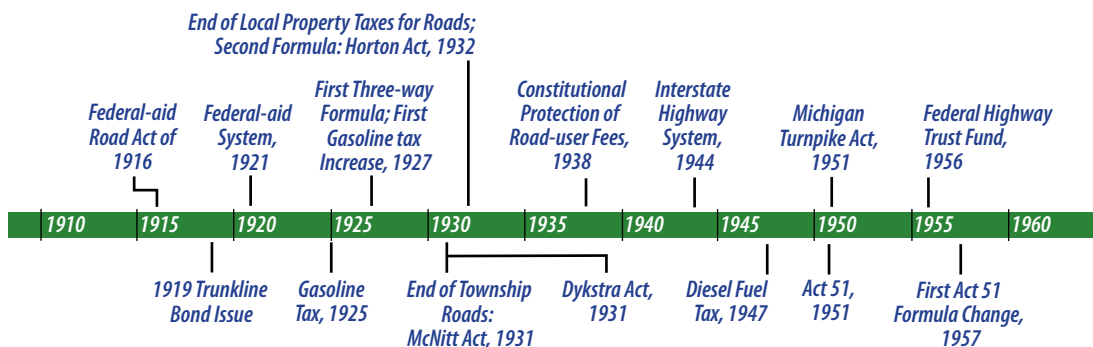 End of Local Property Taxes for Roads;
Second Formula: Horton Act, 1932
Federal-aid
Road Act of
1916
Federal-aid
System,
1921
First Three-way
Formula; First
Gasoline tax
Increase, 1927
Constitutional
Protection of
Road-user Fees,
1938
Interstate
Highway
System,
1944
Michigan
Turnpike Act,
1951
Federal Highway
Trust Fund,
1956
1910
1915
1920
1925
1930
1935
1940
1945
1950
1955
1960
1919 Trunkline
Bond Issue
Gasoline
Tax, 1925
End of Township
Roads:
McNitt Act, 1931
Dykstra Act,
1931
Diesel Fuel
Tax, 1947
Act 51,
1951
First Act 51
Formula Change,
1957